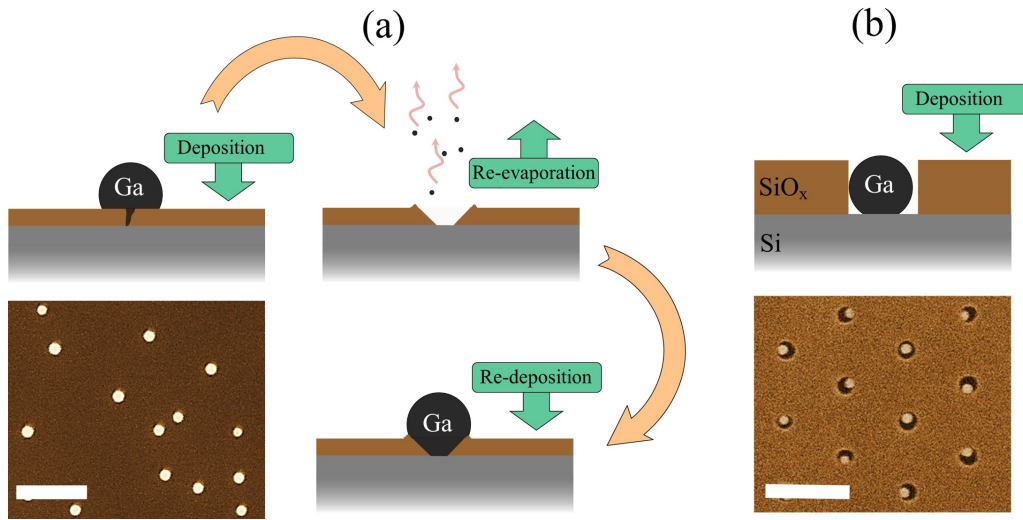 (a)
(b)
Deposition
Ga
Re-evaporation
Deposition
SiOx
Ga
Si
Re-deposition
Ga